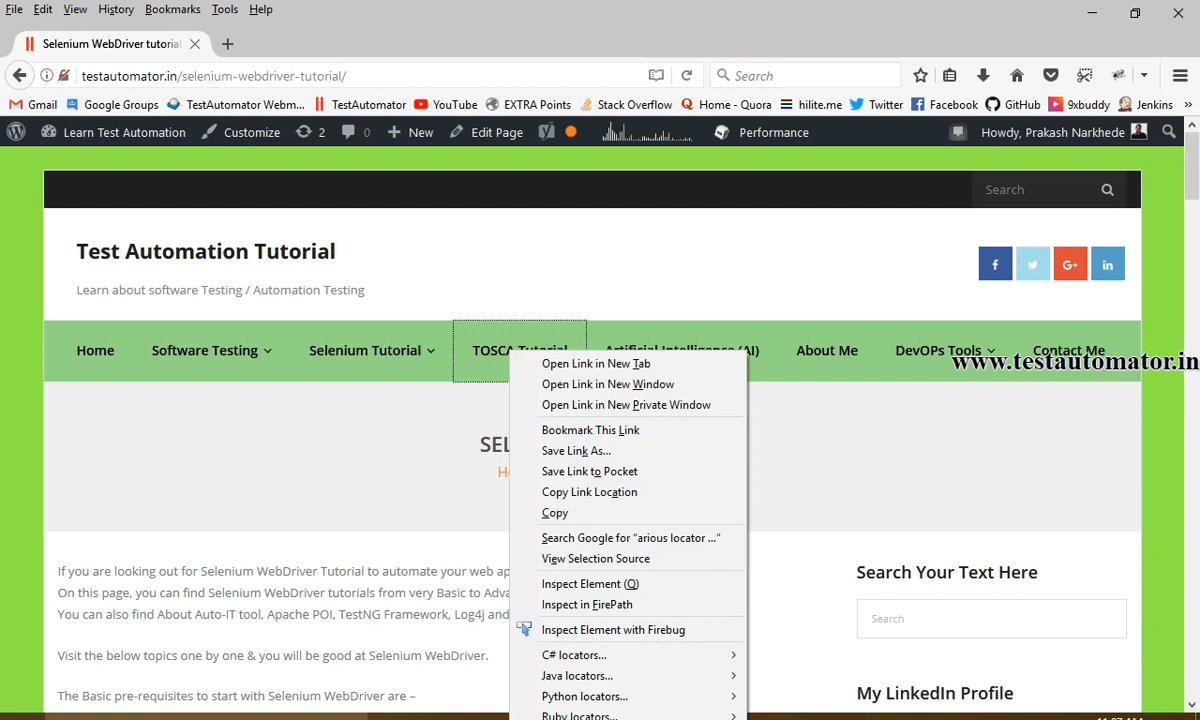 File Edit View History Bookmarks Tools Help
Selenium WebDriver tutorial
testautomator.in/selenium-webdriver-tutorial/ Search
Gmail Google Groups TestAutomator Webm... TestAutomator YouTube EXTRA Points Stack Overflow Home - Quora hilite.me Twitter Facebook GitHub 9xbuddy Jenkins
Learn Test Automation Customize 2 0 New Edit Page Performance Howdy, Prakash Narkhede
Search
Test Automation Tutorial
Learn about software Testing / Automation Testing
Home Software Testing Selenium Tutorial TOSCA Tutorial Artificial Intelligence (AI) About Me DevOPs Tools Contact Me
www.testautomator.in
Open Link in New Tab
Open Link in New Window
Open Link in New Private Window
Bookmark This Link
Save Link As...
Save Link to Pocket
Copy Link Location
Copy
Search Google for “arious locator ...”
View Selection Source
Inspect Element (Q)
Inspect in FirePath
Inspect Element with Firebug
C# locators...
Java locators...
Python locators...
Ruby locators...
SEL
If you are looking out for Selenium WebDriver Tutorial to automate your web ap
On this page, you can find Selenium WebDriver tutorials from very Basic to Adva
You can also find About Auto-IT tool, Apache POI, TestNG Framework, Log4j and
Visit the below topics one by one & you will be good at Selenium WebDriver.
The Basic pre-requisites to start with Selenium WebDriver are –
Search Your Text Here
Search
My LinkedIn Profile